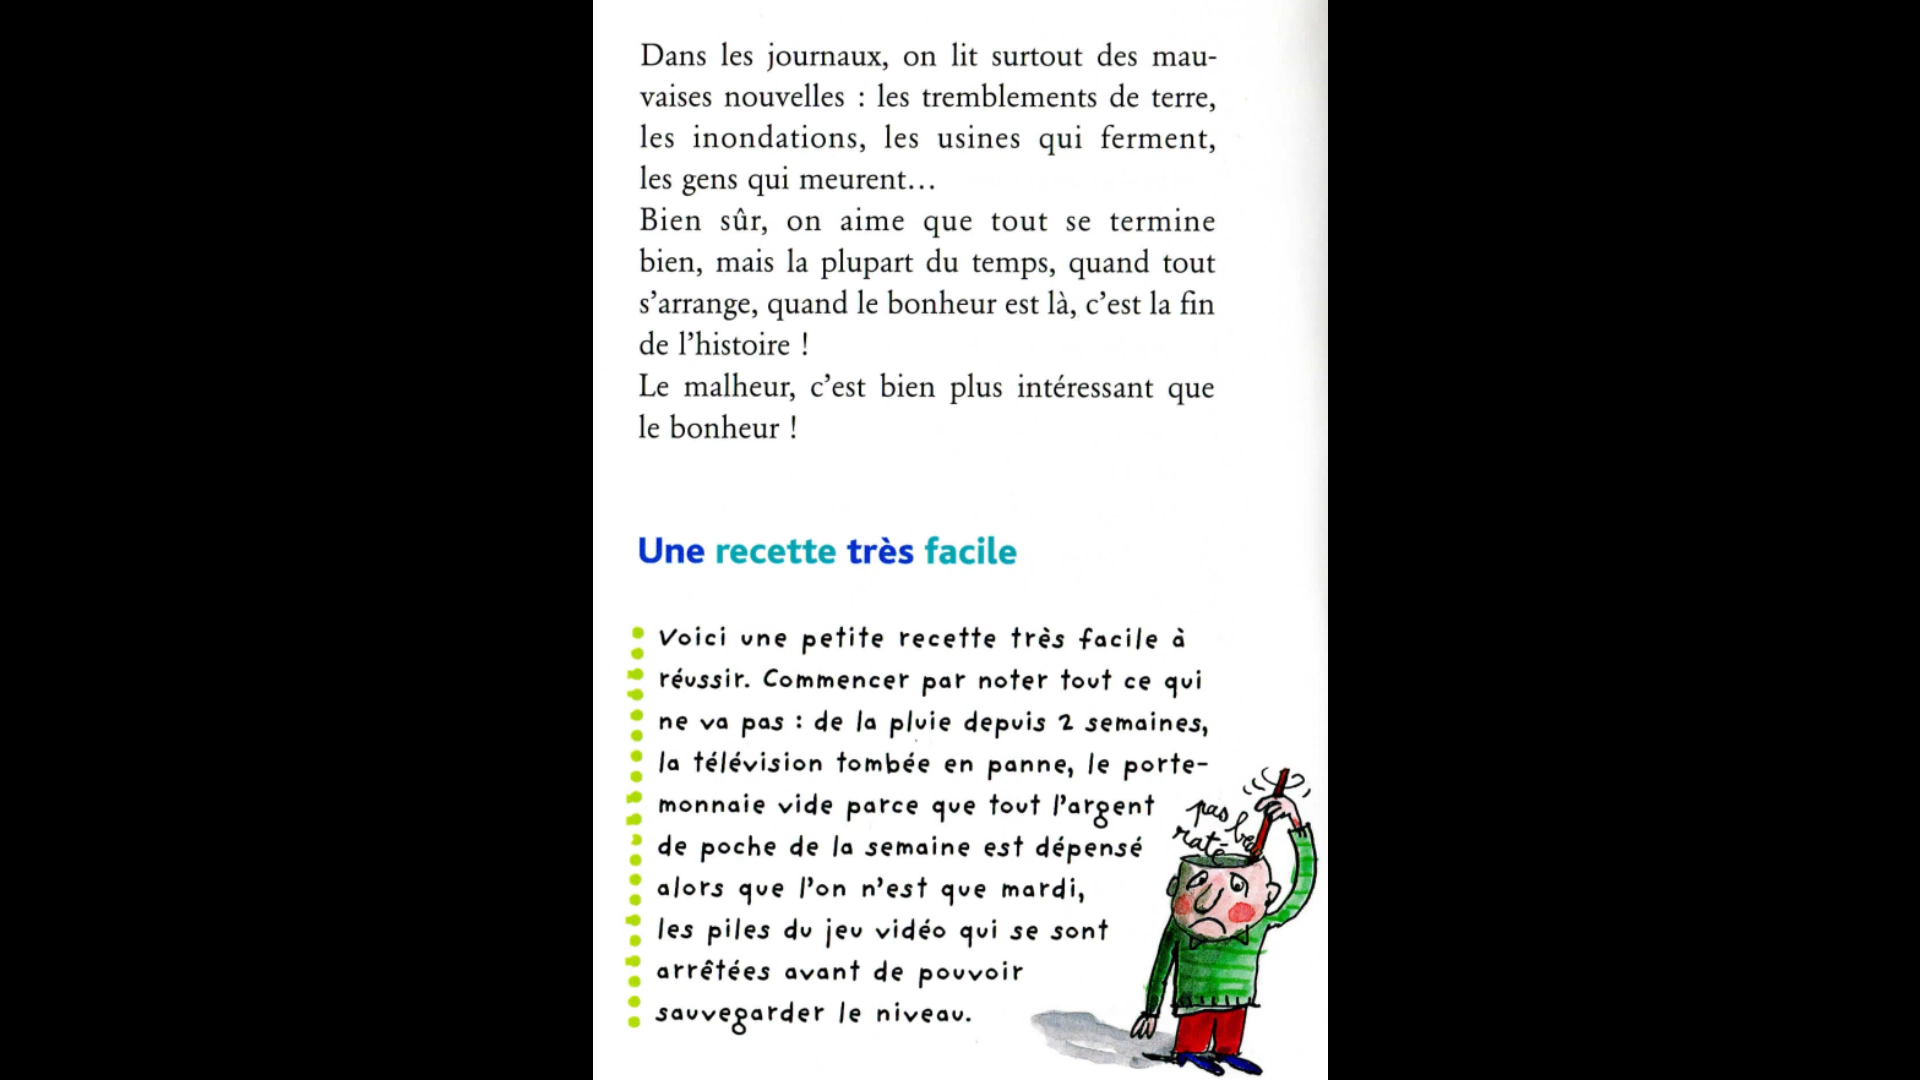 Dans les journaux, on lit surtout des mau-
vaises nouvelles : les tremblements de terre,
les inondations, les usines qui ferment,
les gens qui meurent…
Bien sûr, on aime que tout se termine
bien, mais la plupart du temps, quand tout
s’arrange, quand le bonheur est là, c’est la fin
de l’histoire !
Le malheur, c’est bien plus intéressant que
le bonheur !
Une recette très facile
Voici une petite recette très facile à
réussir. Commencer par noter tout ce qui
ne va pas : de la pluie depuis 2 semaines,
la télévision tombée en panne, le porte-
monnaie vide parce que tout l’argent
de poche de la semaine est dépensé
alors que l’on n’est que mardi,
les piles du jeu vidéo qui se sont
arrêtées avant de pouvoir
sauvegarder le niveau.
pas
raté